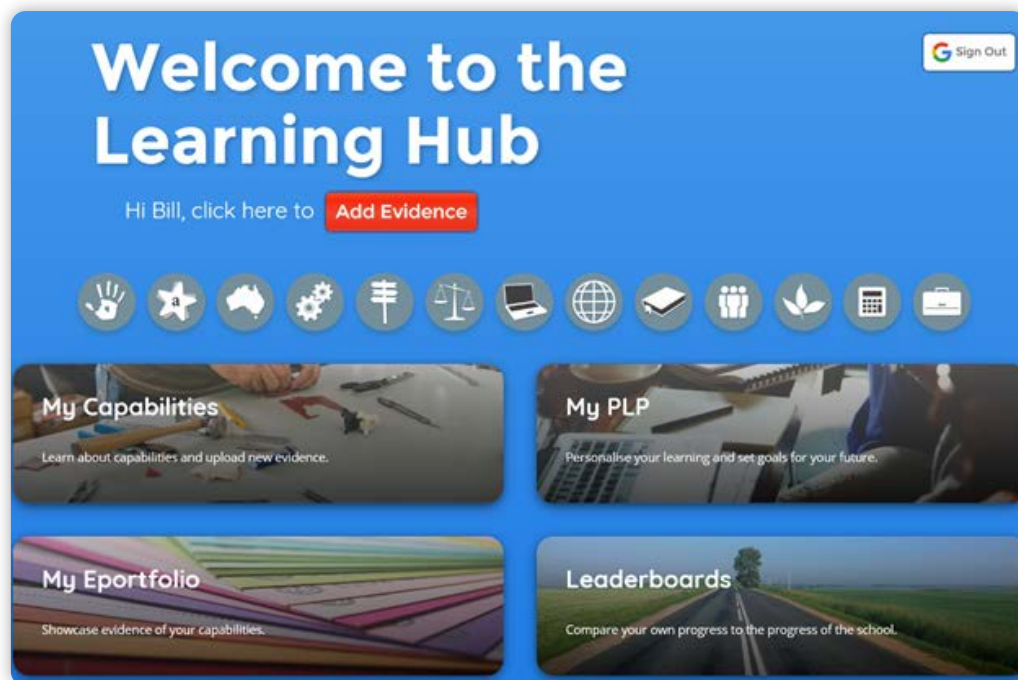 Welcome to the
Learning Hub
Sign Out
Hi Bill, click here to Add Evidence
a
My Capabilities
Learn about capabilities and upload new evidence.
My PLP
Personalise your learning and set goals for your future.
My Eportfolio
Showcase evidence of your capabilities.
Leaderboards
Compare your own progress to the progress of the school.